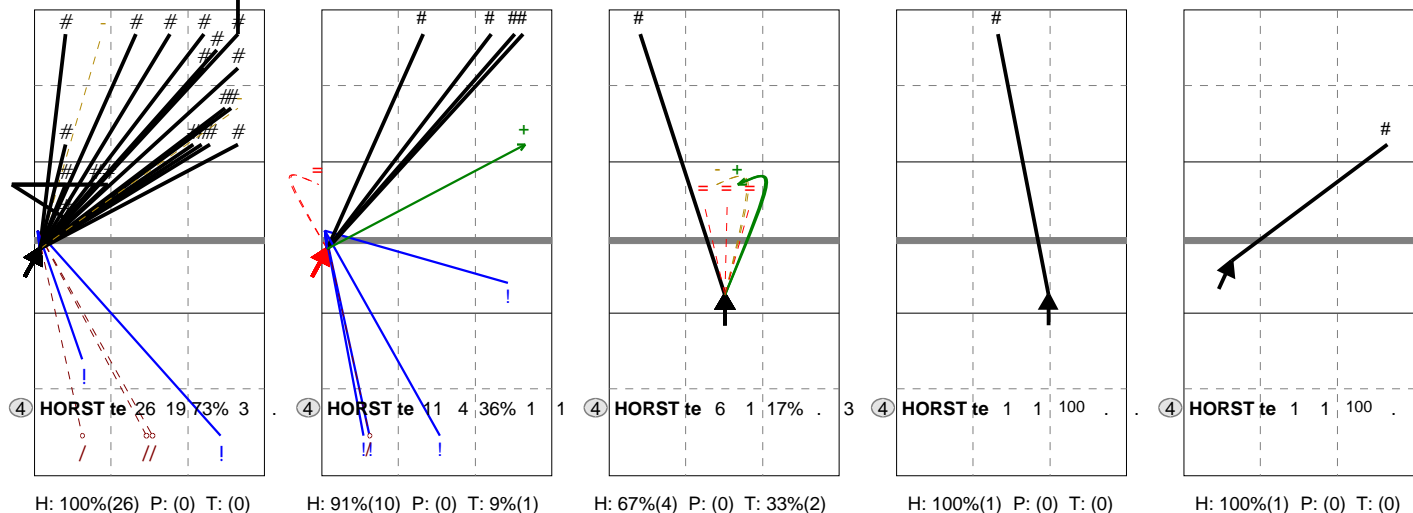 # - # # # #
# # #
#
## -
# # ## #
# ##
#
!
④ HORST te 26 19 73% 3 .
/ // !
H: 100%(26) P: (0) T: (0)
# # ##
+
=
!
④ HORST te 11 4 36% 1 1
!! / !
H: 91%(10) P: (0) T: 9%(1)
#
- +
= = =
④ HORST te 6 1 17% . 3
H: 67%(4) P: (0) T: 33%(2)
#
④ HORST te 1 1 100 . .
H: 100%(1) P: (0) T: (0)
#
④ HORST te 1 1 100 .
H: 100%(1) P: (0) T: (0)